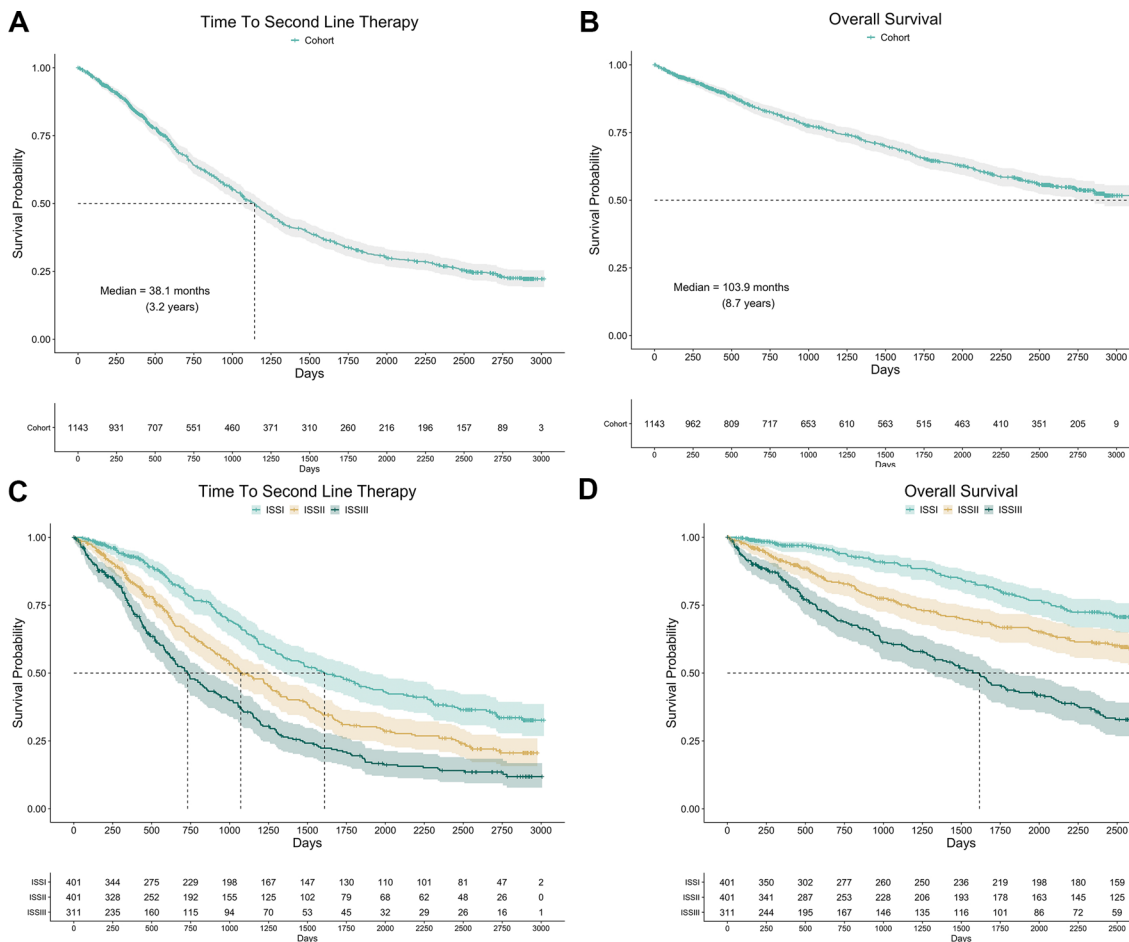 A
Time To Second Line Therapy
Cohort
Survival Probability
1.00
0.75
0.50
0.25
0.00
Median = 38.1 months
(3.2 years)
0 250 500 750 1000 1250 1500 1750 2000 2250 2500 2750 3000
Days
Cohort 1143 931 707 551 460 371 310 260 216 196 157 89 3
0 250 500 750 1000 1250 1500 1750 2000 2250 2500 2750 3000
Days
B
Overall Survival
Cohort
Survival Probability
1.00
0.75
0.50
0.25
0.00
Median = 103.9 months
(8.7 years)
0 250 500 750 1000 1250 1500 1750 2000 2250 2500 2750 3000
Days
Cohort 1143 962 809 717 653 610 563 515 463 410 351 205 9
0 250 500 750 1000 1250 1500 1750 2000 2250 2500 2750 3000
Days
C
Time To Second Line Therapy
ISSI ISSII ISSIII
Survival Probability
1.00
0.75
0.50
0.25
0.00
0 250 500 750 1000 1250 1500 1750 2000 2250 2500 2750 3000
Days
ISSI 401 344 275 229 198 167 147 130 110 101 81 47 2
ISSII 401 328 252 192 155 125 102 79 68 62 48 26 0
ISSIII 311 235 160 115 94 70 53 45 32 29 26 16 1
0 250 500 750 1000 1250 1500 1750 2000 2250 2500 2750 3000
Days
D
Overall Survival
ISSI ISSII ISSIII
Survival Probability
1.00
0.75
0.50
0.25
0.00
0 250 500 750 1000 1250 1500 1750 2000 2250 2500
Days
ISSI 401 350 302 277 260 250 236 219 198 180 159
ISSII 401 341 287 253 228 206 193 178 163 145 125
ISSIII 311 244 195 167 146 135 116 101 86 72 59
0 250 500 750 1000 1250 1500 1750 2000 2250 2500
Days